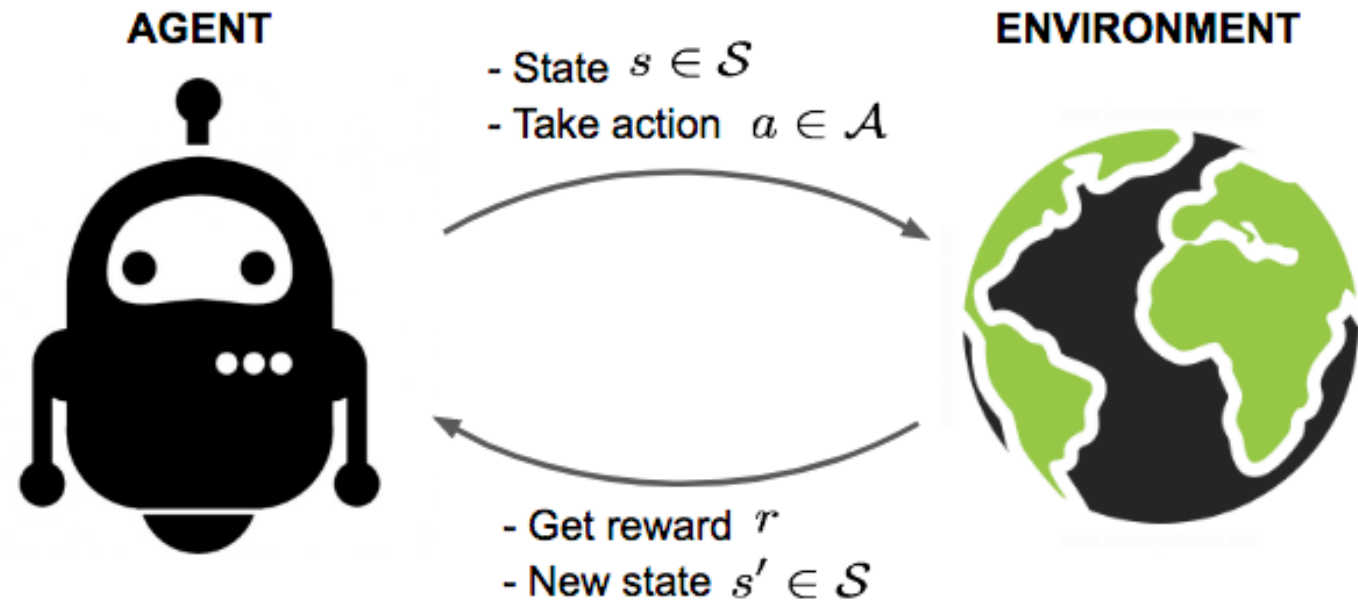 AGENT
ENVIRONMENT
- State s ∈ 𝒮
- Take action a ∈ 𝒜
- Get reward r
- New state s′ ∈ 𝒮